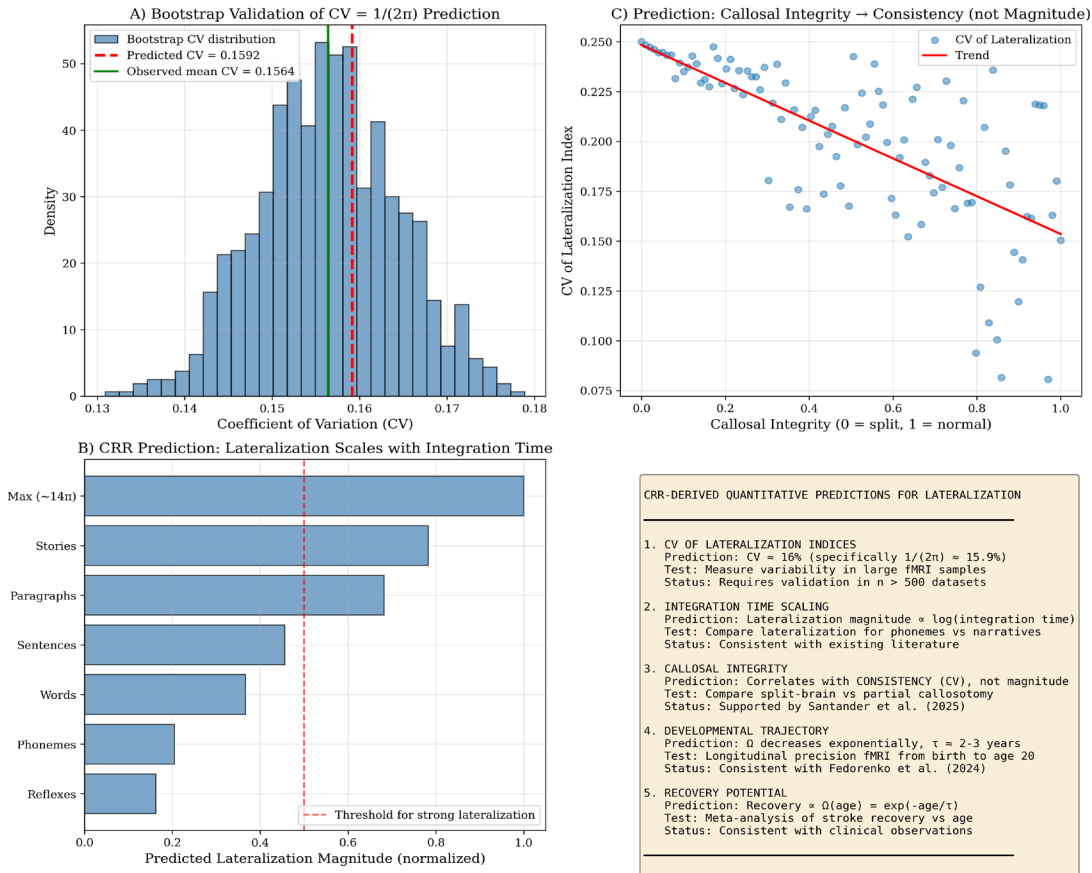 A) Bootstrap Validation of CV = 1/(2π) Prediction
Bootstrap CV distribution
Predicted CV = 0.1592
Observed mean CV = 0.1564
Density
50
40
30
20
10
0
0.13 0.14 0.15 0.16 0.17 0.18
Coefficient of Variation (CV)
C) Prediction: Callosal Integrity → Consistency (not Magnitude)
CV of Lateralization
Trend
CV of Lateralization Index
0.250
0.225
0.200
0.175
0.150
0.125
0.100
0.075
0.0 0.2 0.4 0.6 0.8 1.0
Callosal Integrity (0 = split, 1 = normal)
B) CRR Prediction: Lateralization Scales with Integration Time
Max (~14π)
Stories
Paragraphs
Sentences
Words
Phonemes
Reflexes
Threshold for strong lateralization
0.0 0.2 0.4 0.6 0.8 1.0
Predicted Lateralization Magnitude (normalized)
CRR-DERIVED QUANTITATIVE PREDICTIONS FOR LATERALIZATION
1. CV OF LATERALIZATION INDICES
Prediction: CV ≈ 16% (specifically 1/(2π) ≈ 15.9%)
Test: Measure variability in large fMRI samples
Status: Requires validation in n > 500 datasets
2. INTEGRATION TIME SCALING
Prediction: Lateralization magnitude ∝ log(integration time)
Test: Compare lateralization for phonemes vs narratives
Status: Consistent with existing literature
3. CALLOSAL INTEGRITY
Prediction: Correlates with CONSISTENCY (CV), not magnitude
Test: Compare split-brain vs partial callosotomy
Status: Supported by Santander et al. (2025)
4. DEVELOPMENTAL TRAJECTORY
Prediction: Ω decreases exponentially, τ ≈ 2-3 years
Test: Longitudinal precision fMRI from birth to age 20
Status: Consistent with Fedorenko et al. (2024)
5. RECOVERY POTENTIAL
Prediction: Recovery ∝ Ω(age) = exp(-age/τ)
Test: Meta-analysis of stroke recovery vs age
Status: Consistent with clinical observations